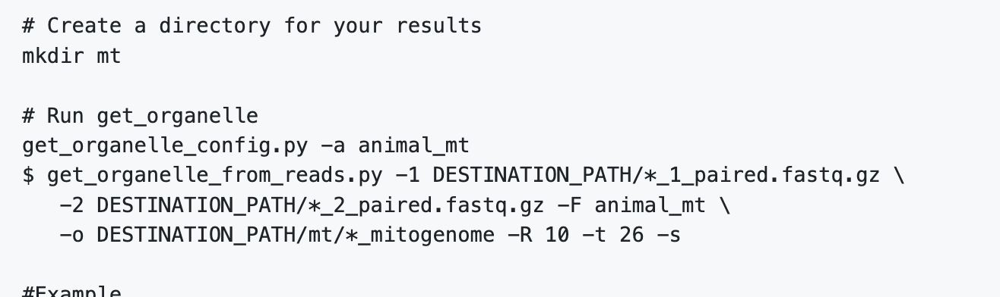 # Create a directory for your results
mkdir mt
# Run get_organelle
get_organelle_config.py -a animal_mt
$ get_organelle_from_reads.py -1 DESTINATION_PATH/*_1_paired.fastq.gz \
-2 DESTINATION_PATH/*_2_paired.fastq.gz -F animal_mt \
-o DESTINATION_PATH/mt/*_mitogenome -R 10 -t 26 -s
#Example